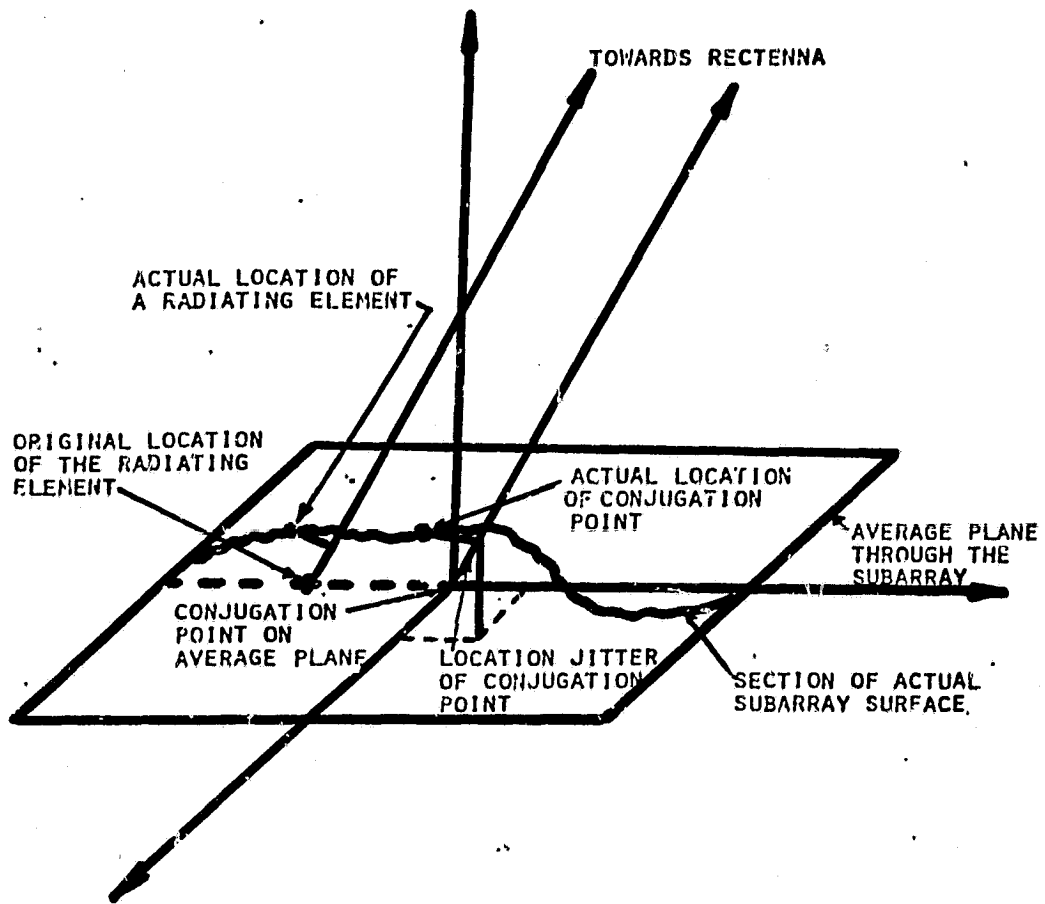 TOWARDS RECTENNA
ACTUAL LOCATION OF
A RADIATING ELEMENT
ORIGINAL LOCATION
OF THE RADIATING
ELEMENT
ACTUAL LOCATION
OF CONJUGATION
POINT
AVERAGE PLANE
THROUGH THE
SUBARRAY
CONJUGATION
POINT ON
AVERAGE PLANE
LOCATION JITTER
OF CONJUGATION
POINT
SECTION OF ACTUAL
SUBARRAY SURFACE.